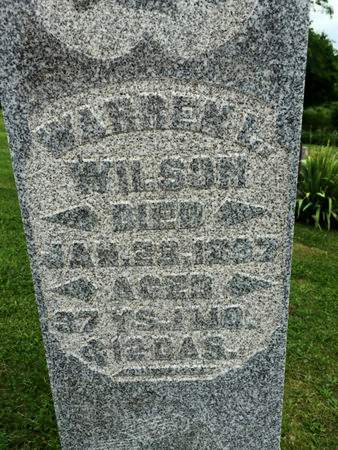 WARREN L.
WILSON
DIED
JAN. 28. 1887
AGED
37 YS. 1 MO.
& 12 DAS.